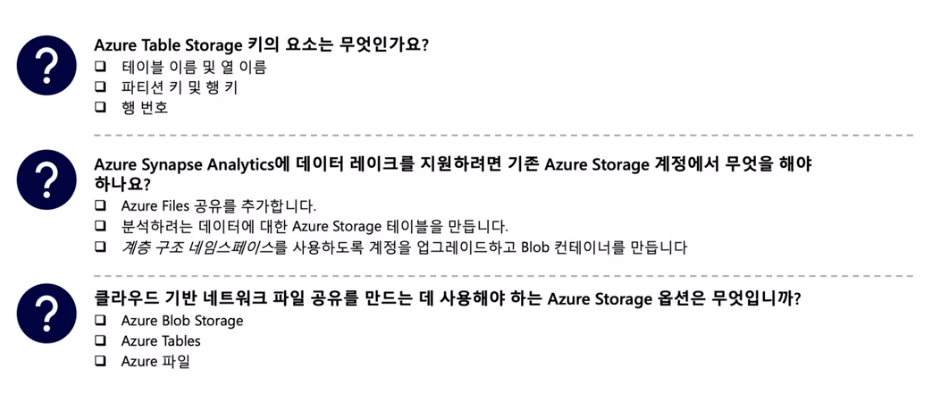 Azure Table Storage 키의 요소는 무엇인가요?
❑ 테이블 이름 및 열 이름
❑ 파티션 키 및 행 키
❑ 행 번호
Azure Synapse Analytics에 데이터 레이크를 지원하려면 기존 Azure Storage 계정에서 무엇을 해야
하나요?
❑ Azure Files 공유를 추가합니다.
❑ 분석하려는 데이터에 대한 Azure Storage 테이블을 만듭니다.
❑ 계층 구조 네임스페이스를 사용하도록 계정을 업그레이드하고 Blob 컨테이너를 만듭니다
클라우드 기반 네트워크 파일 공유를 만드는 데 사용해야 하는 Azure Storage 옵션은 무엇입니까?
❑ Azure Blob Storage
❑ Azure Tables
❑ Azure 파일